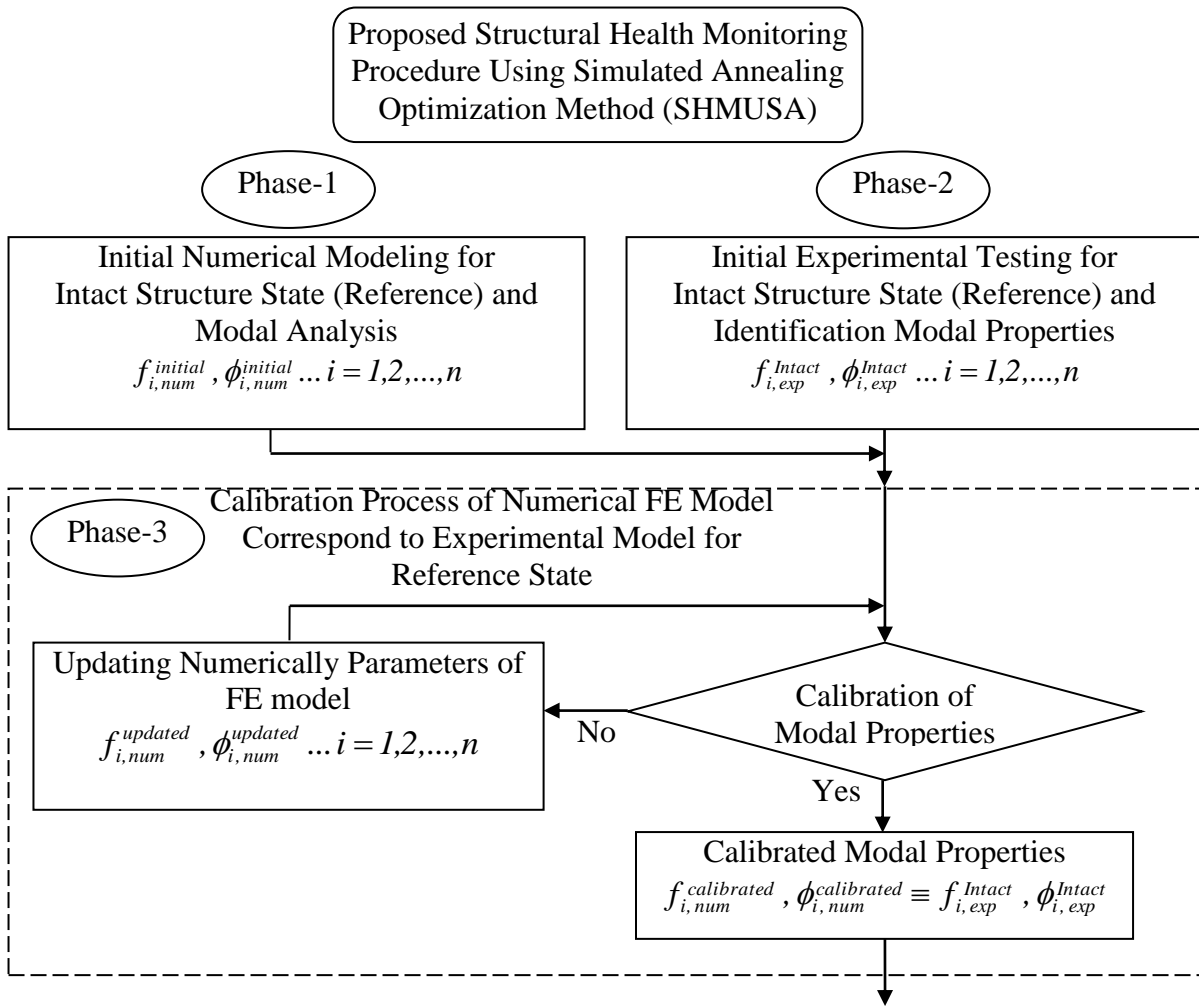 Proposed Structural Health Monitoring
Procedure Using Simulated Annealing
Optimization Method (SHMUSA)
Phase-1
Phase-2
Initial Numerical Modeling for
Intact Structure State (Reference) and
Modal Analysis
f_{i,num}^{initial} , ϕ_{i,num}^{initial} ... i = 1,2,...,n
Initial Experimental Testing for
Intact Structure State (Reference) and
Identification Modal Properties
f_{i,exp}^{Intact} , ϕ_{i,exp}^{Intact} ... i = 1,2,...,n
Phase-3
Calibration Process of Numerical FE Model
Correspond to Experimental Model for
Reference State
Updating Numerically Parameters of
FE model
f_{i,num}^{updated} , ϕ_{i,num}^{updated} ... i = 1,2,...,n
No
Calibration of
Modal Properties
Yes
Calibrated Modal Properties
f_{i,num}^{calibrated} , ϕ_{i,num}^{calibrated} ≡ f_{i,exp}^{Intact} , ϕ_{i,exp}^{Intact}